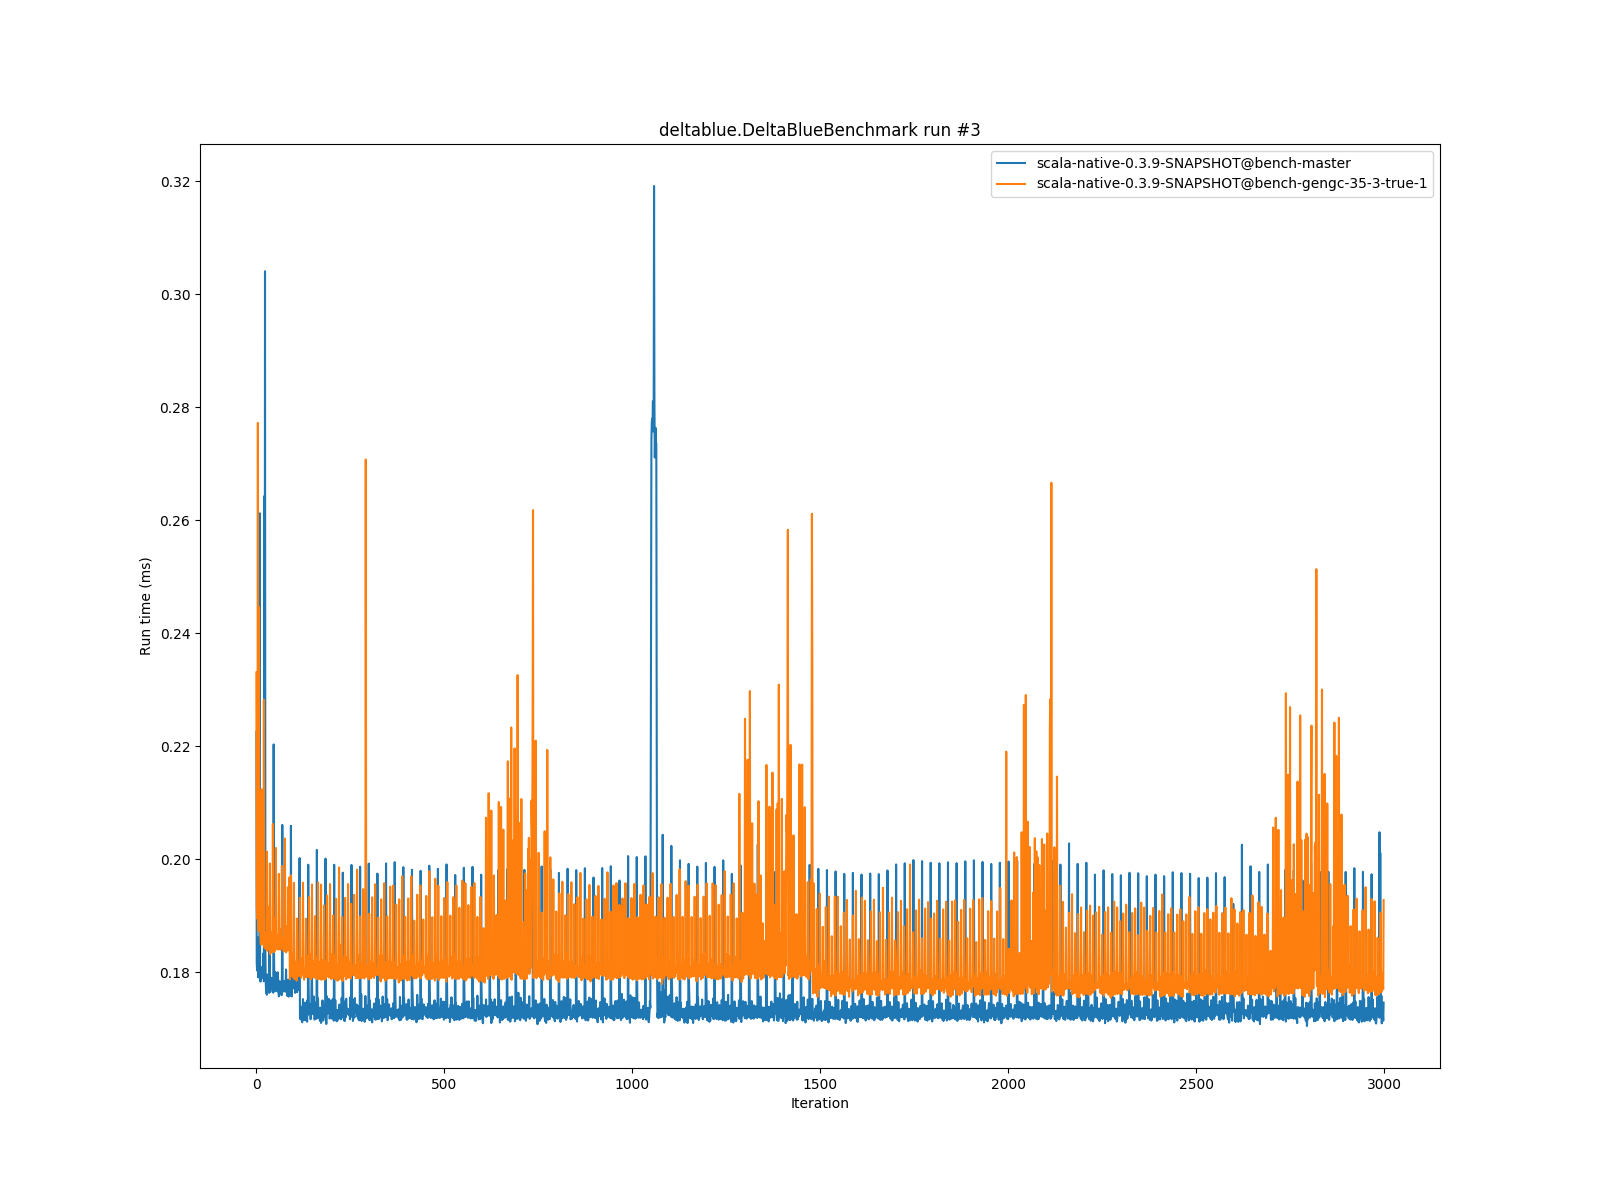 deltablue.DeltaBlueBenchmark run #3
scala-native-0.3.9-SNAPSHOT@bench-master
scala-native-0.3.9-SNAPSHOT@bench-gengc-35-3-true-1
0.32
0.30
0.28
0.26
0.24
0.22
0.20
0.18
Run time (ms)
0 500 1000 1500 2000 2500 3000
Iteration